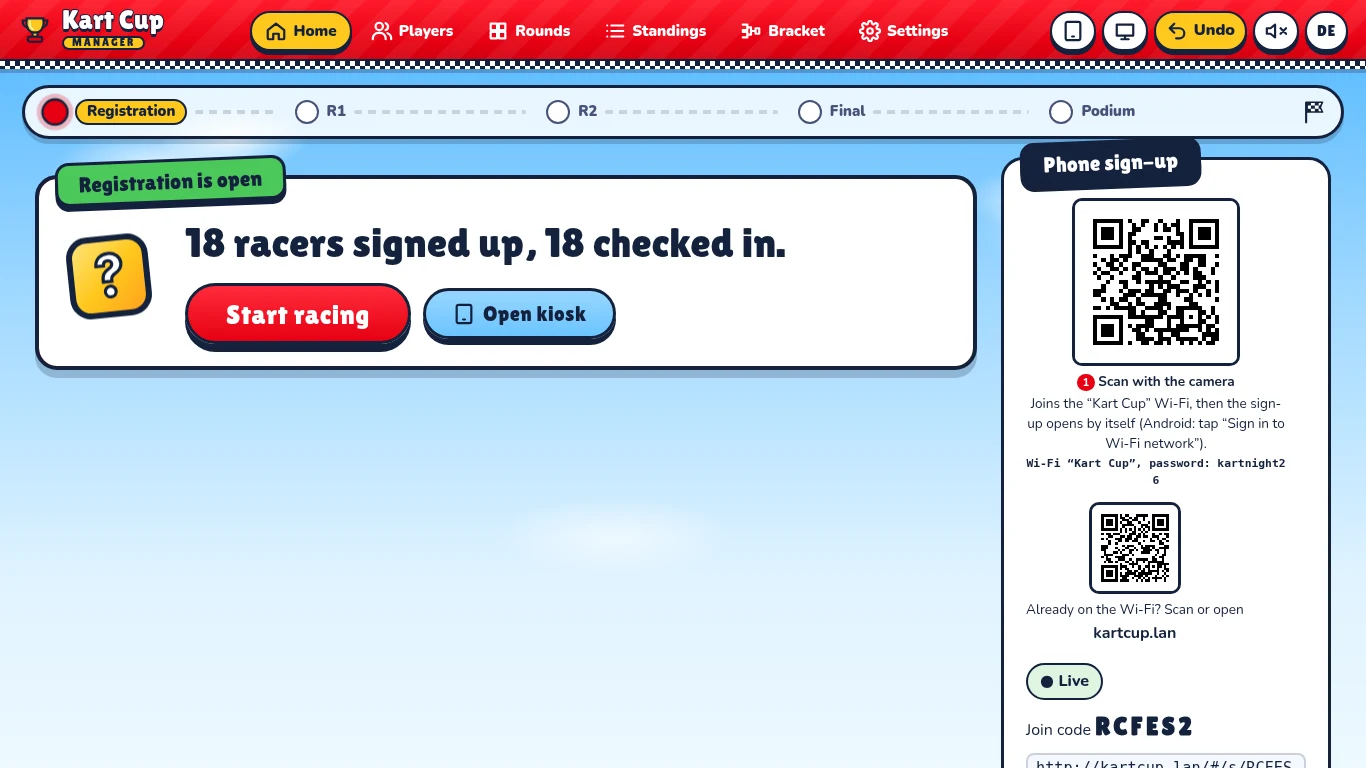 Kart Cup
MANAGER
Home
Players
Rounds
Standings
Bracket
Settings
Undo
DE
Registration
R1
R2
Final
Podium
Registration is open
?
18 racers signed up, 18 checked in.
Start racing
Open kiosk
Phone sign-up
1 Scan with the camera
Joins the “Kart Cup” Wi-Fi, then the sign-
up opens by itself (Android: tap “Sign in to
Wi-Fi network”).
Wi-Fi “Kart Cup”, password: kartnight2
6
Already on the Wi-Fi? Scan or open
kartcup.lan
Live
Join code RCFES2
http://kartcup.lan/#/s/RCFES